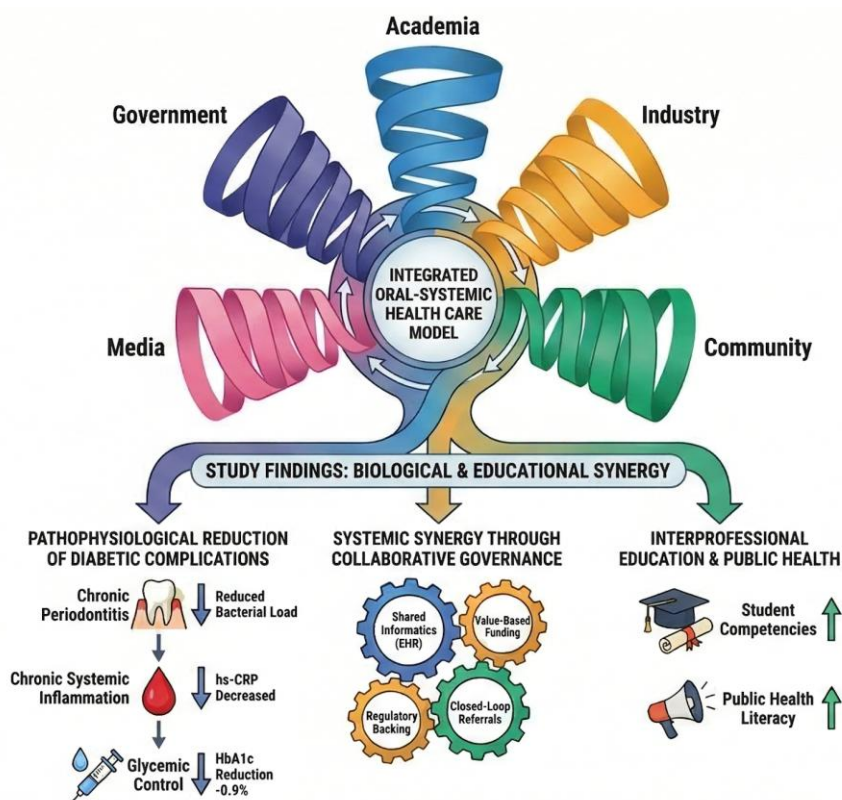 Academia
Government
Industry
Media
Community
INTEGRATED
ORAL-SYSTEMIC
HEALTH CARE
MODEL
STUDY FINDINGS: BIOLOGICAL & EDUCATIONAL SYNERGY
PATHOPHYSIOLOGICAL REDUCTION
OF DIABETIC COMPLICATIONS
Chronic
Periodontitis
Reduced
Bacterial Load
Chronic Systemic
Inflammation
hs-CRP
Decreased
Glycemic
Control
HbA1c
Reduction
-0.9%
SYSTEMIC SYNERGY THROUGH
COLLABORATIVE GOVERNANCE
Shared
Informatics
(EHR)
Value-Based
Funding
Regulatory
Backing
Closed-Loop
Referrals
INTERPROFESSIONAL
EDUCATION & PUBLIC HEALTH
Student
Competencies
Public Health
Literacy